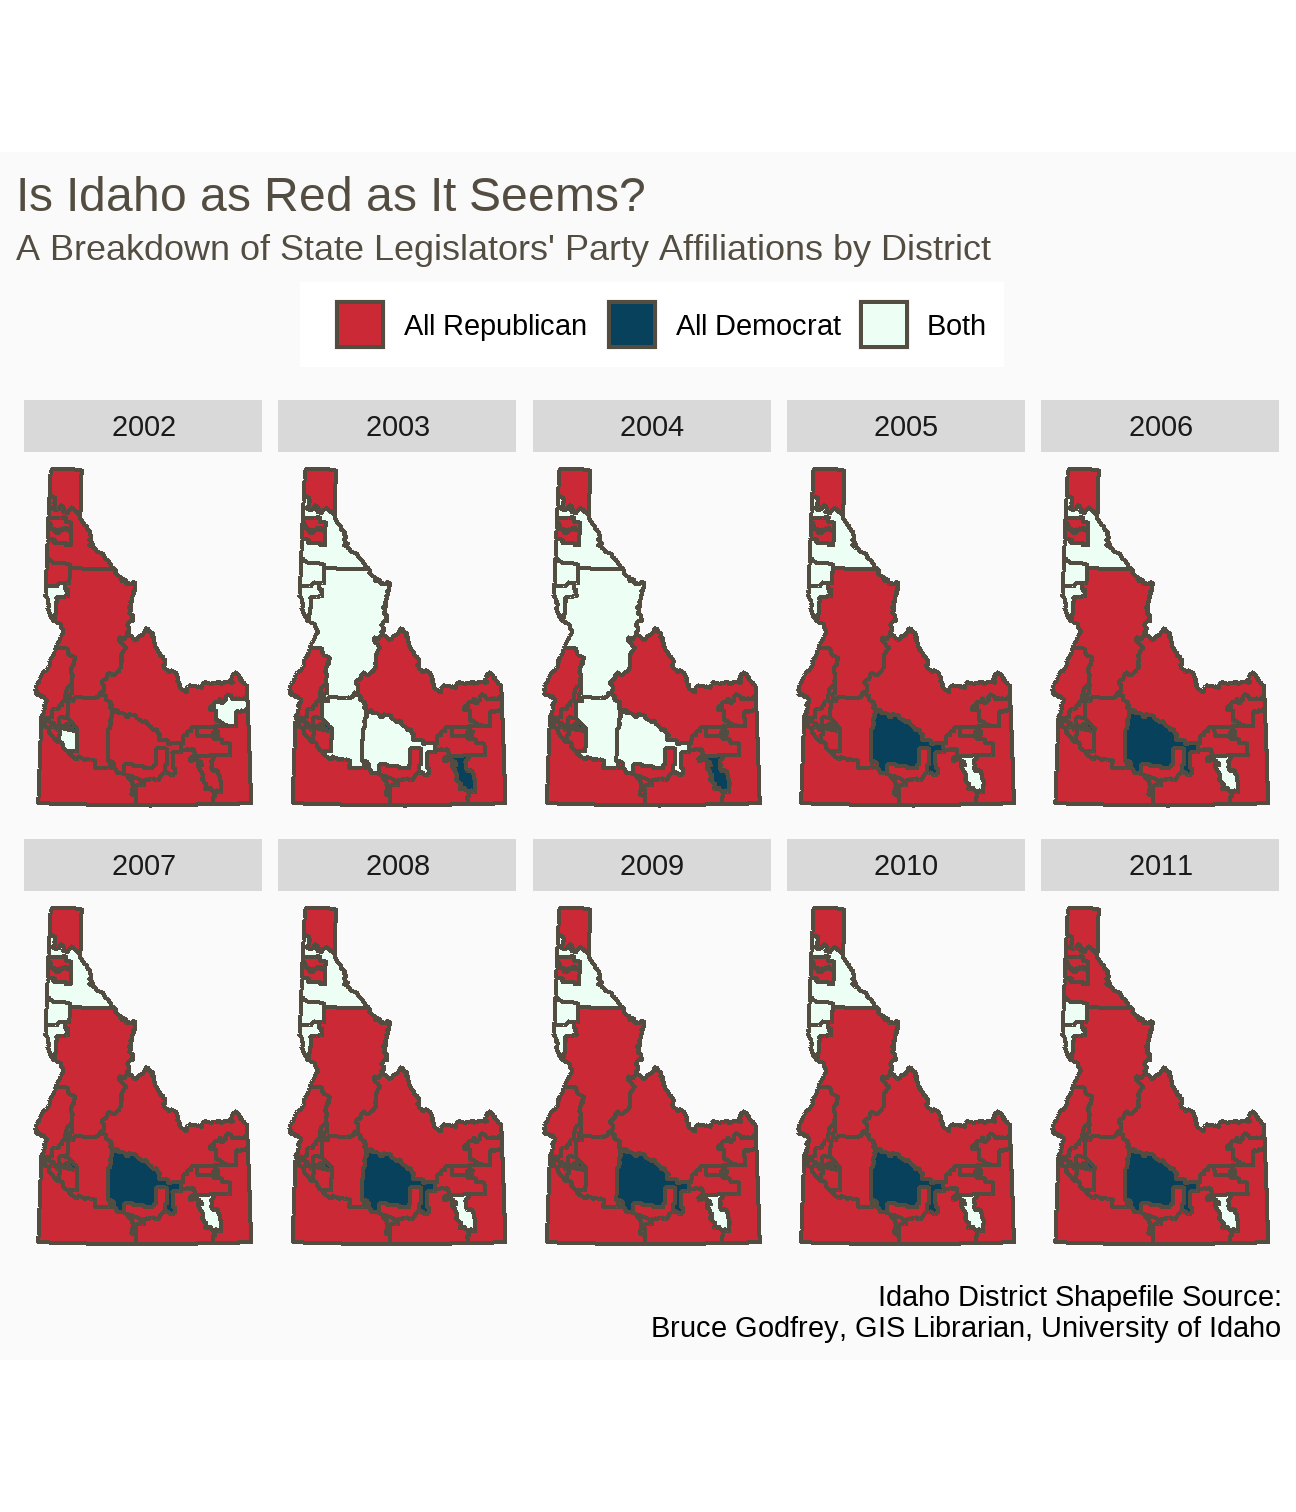 Is Idaho as Red as It Seems?
A Breakdown of State Legislators' Party Affiliations by District
All Republican All Democrat Both
2002 2003 2004 2005 2006
2007 2008 2009 2010 2011
Idaho District Shapefile Source:
Bruce Godfrey, GIS Librarian, University of Idaho